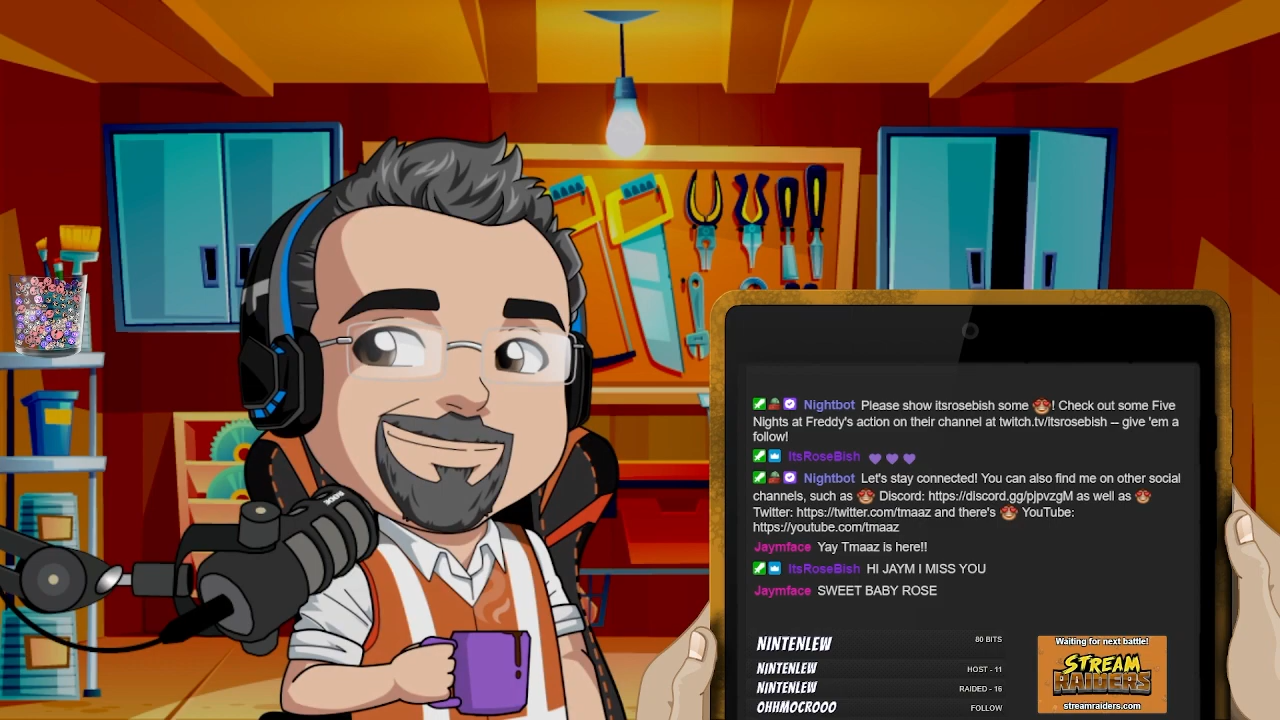 Nightbot Please show itsrosebish some ! Check out some Five
Nights at Freddy's action on their channel at twitch.tv/itsrosebish -- give 'em a
follow!
ItsRoseBish
Nightbot Let's stay connected! You can also find me on other social
channels, such as Discord: https://discord.gg/pjpvzgM as well as
Twitter: https://twitter.com/tmaaz and there's YouTube:
https://youtube.com/tmaaz
Jaymface Yay Tmaaz is here!!
ItsRoseBish HI JAYM I MISS YOU
Jaymface SWEET BABY ROSE
NINTENLEW 80 BITS
NINTENLEW HOST - 11
NINTENLEW RAIDED - 16
OHHMOCROOO FOLLOW
Waiting for next battle!
STREAM
RAIDERS
streamraiders.com